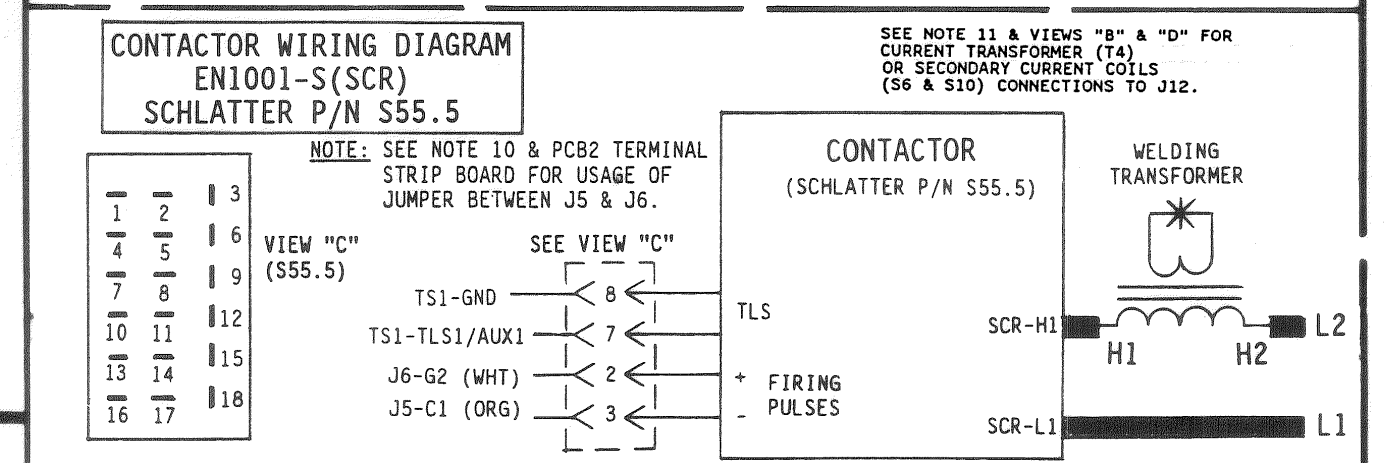 CONTACTOR WIRING DIAGRAM
EN1001-S(SCR)
SCHLATTER P/N S55.5
SEE NOTE 11 & VIEWS "B" & "D" FOR
CURRENT TRANSFORMER (T4)
OR SECONDARY CURRENT COILS
(S6 & S10) CONNECTIONS TO J12.
NOTE: SEE NOTE 10 & PCB2 TERMINAL
STRIP BOARD FOR USAGE OF
JUMPER BETWEEN J5 & J6.
1 2 3
4 5 6
7 8 9
10 11 12
13 14 15
16 17 18
VIEW "C"
(S55.5)
SEE VIEW "C"
TS1-GND 8
TS1-TLS1/AUX1 7
J6-G2 (WHT) 2
J5-C1 (ORG) 3
CONTACTOR
(SCHLATTER P/N S55.5)
TLS
+ FIRING
- PULSES
SCR-H1
SCR-L1
WELDING
TRANSFORMER
H1 H2
L2
L1